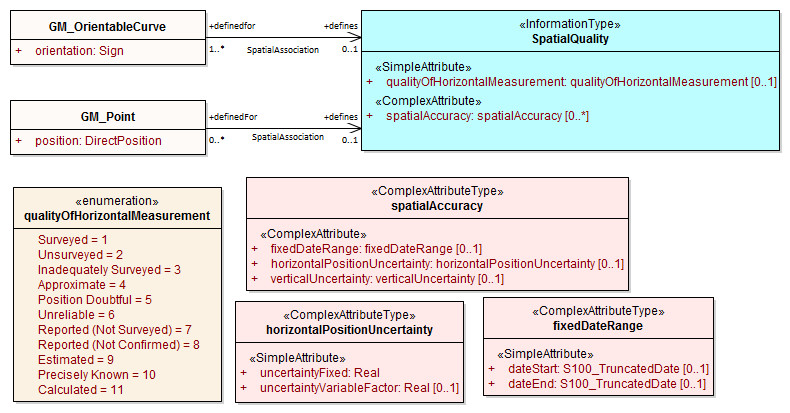 GM_OrientableCurve
+ orientation: Sign
+definedfor
+defines
1..*
SpatialAssociation
0..1
«InformationType»
SpatialQuality
«SimpleAttribute»
+ qualityOfHorizontalMeasurement: qualityOfHorizontalMeasurement [0..1]
«ComplexAttribute»
+ spatialAccuracy: spatialAccuracy [0..*]
GM_Point
+ position: DirectPosition
+definedFor
+defines
0..*
SpatialAssociation
0..1
«enumeration»
qualityOfHorizontalMeasurement
Surveyed = 1
Unsurveyed = 2
Inadequately Surveyed = 3
Approximate = 4
Position Doubtful = 5
Unreliable = 6
Reported (Not Surveyed) = 7
Reported (Not Confirmed) = 8
Estimated = 9
Precisely Known = 10
Calculated = 11
«ComplexAttributeType»
spatialAccuracy
«ComplexAttribute»
+ fixedDateRange: fixedDateRange [0..1]
+ horizontalPositionUncertainty: horizontalPositionUncertainty [0..1]
+ verticalUncertainty: verticalUncertainty [0..1]
«ComplexAttributeType»
horizontalPositionUncertainty
«SimpleAttribute»
+ uncertaintyFixed: Real
+ uncertaintyVariableFactor: Real [0..1]
«ComplexAttributeType»
fixedDateRange
«SimpleAttribute»
+ dateStart: S100_TruncatedDate [0..1]
+ dateEnd: S100_TruncatedDate [0..1]